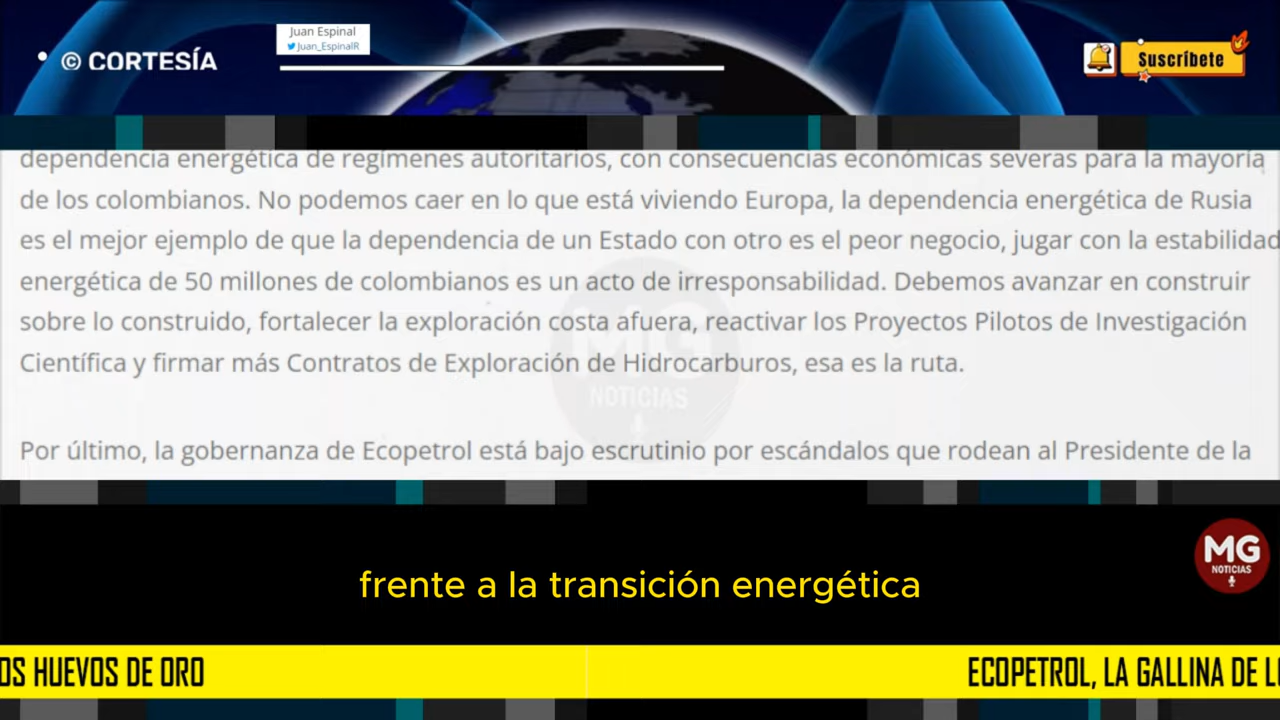 Juan Espinal
Juan_EspinalR
© CORTESÍA
Suscríbete
dependencia energética de regímenes autoritarios, con consecuencias económicas severas para la mayoría
de los colombianos. No podemos caer en lo que está viviendo Europa, la dependencia energética de Rusia
es el mejor ejemplo de que la dependencia de un Estado con otro es el peor negocio, jugar con la estabilidad
energética de 50 millones de colombianos es un acto de irresponsabilidad. Debemos avanzar en construir
sobre lo construido, fortalecer la exploración costa afuera, reactivar los Proyectos Pilotos de Investigación
Científica y firmar más Contratos de Exploración de Hidrocarburos, esa es la ruta.
MG
NOTICIAS
Por último, la gobernanza de Ecopetrol está bajo escrutinio por escándalos que rodean al Presidente de la
MG
NOTICIAS
frente a la transición energética
OS HUEVOS DE ORO
ECOPETROL, LA GALLINA DE L